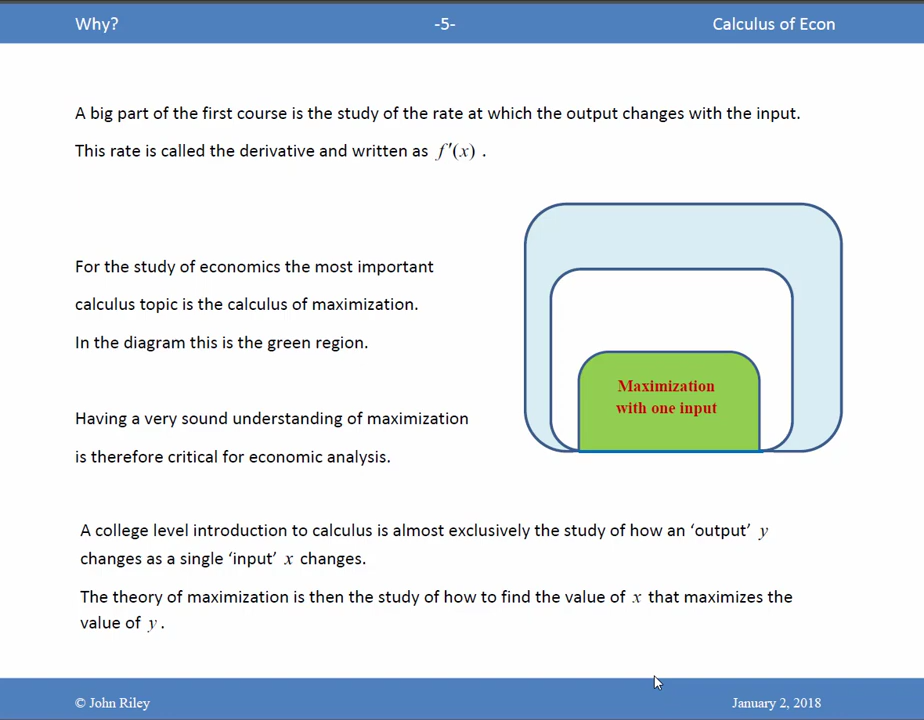 Why? -5- Calculus of Econ
A big part of the first course is the study of the rate at which the output changes with the input.
This rate is called the derivative and written as f′(x) .
For the study of economics the most important
calculus topic is the calculus of maximization.
In the diagram this is the green region.
Having a very sound understanding of maximization
is therefore critical for economic analysis.
Maximization
with one input
A college level introduction to calculus is almost exclusively the study of how an ‘output’ y
changes as a single ‘input’ x changes.
The theory of maximization is then the study of how to find the value of x that maximizes the
value of y .
© John Riley January 2, 2018